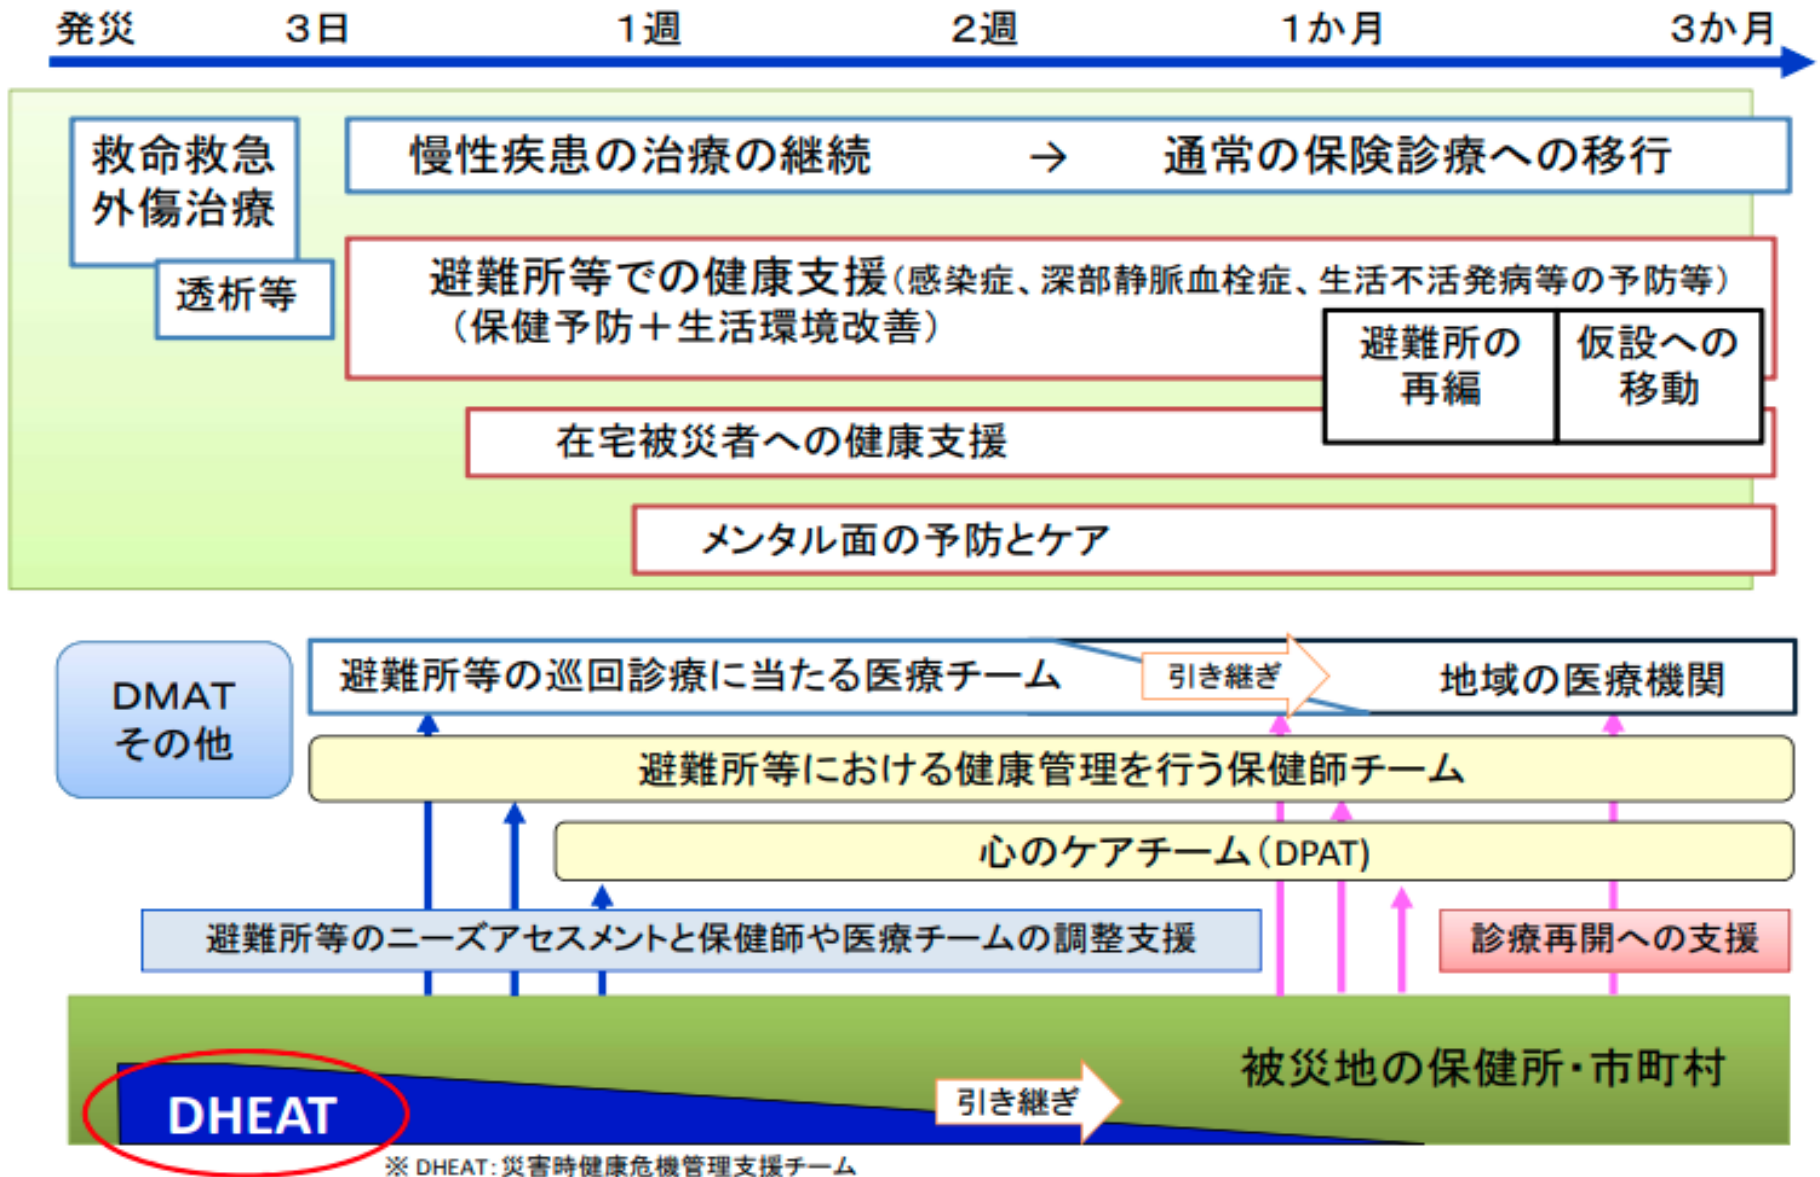 発災 3日 1週 2週 1か月 3か月
救命救急
外傷治療
慢性疾患の治療の継続 → 通常の保険診療への移行
透析等
避難所等での健康支援(感染症、深部静脈血栓症、生活不活発病等の予防等)
(保健予防＋生活環境改善)
避難所の
再編
仮設への
移動
在宅被災者への健康支援
メンタル面の予防とケア
DMAT
その他
避難所等の巡回診療に当たる医療チーム
引き継ぎ
地域の医療機関
避難所等における健康管理を行う保健師チーム
心のケアチーム(DPAT)
避難所等のニーズアセスメントと保健師や医療チームの調整支援
診療再開への支援
被災地の保健所・市町村
DHEAT
引き継ぎ
※ DHEAT：災害時健康危機管理支援チーム